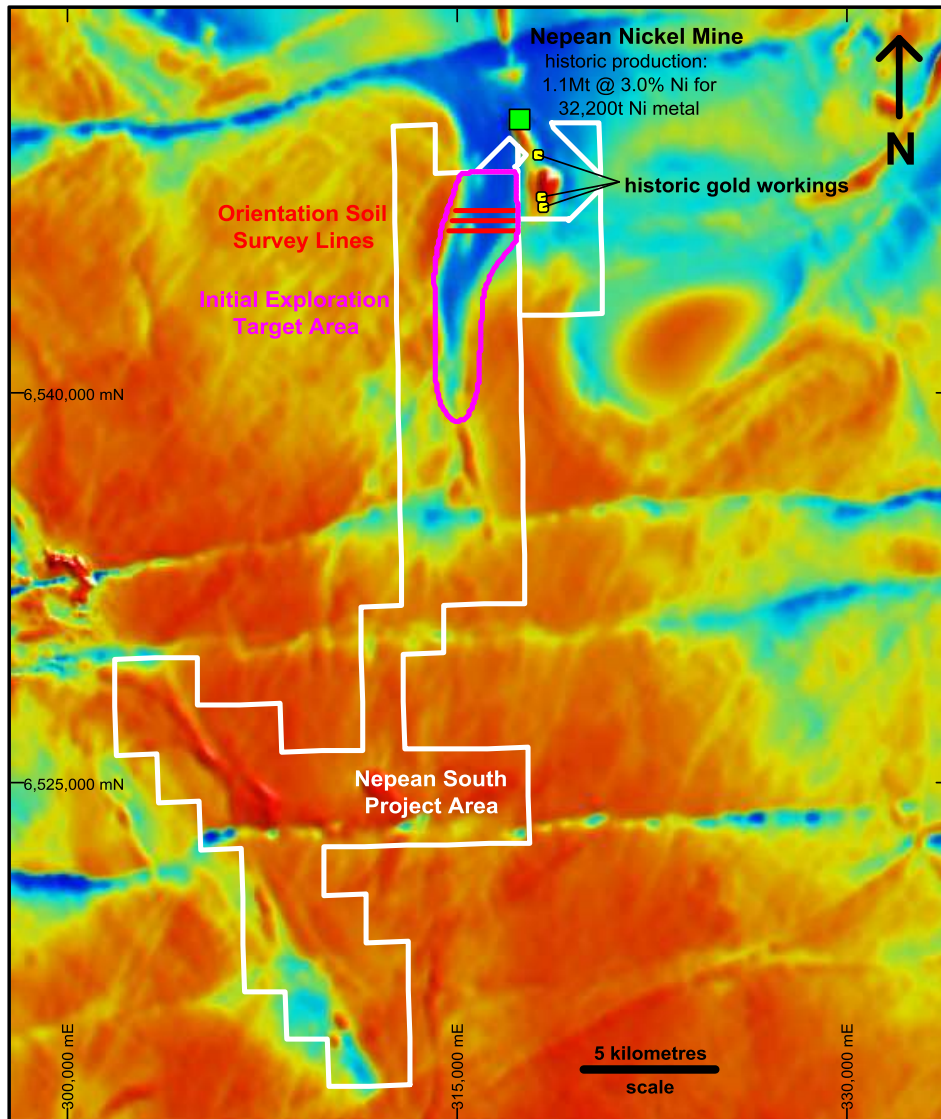 Nepean Nickel Mine
historic production:
1.1Mt @ 3.0% Ni for
32,200t Ni metal
N
historic gold workings
Orientation Soil
Survey Lines
Initial Exploration
Target Area
6,540,000 mN
Nepean South
Project Area
6,525,000 mN
5 kilometres
scale
300,000 mE
315,000 mE
330,000 mE